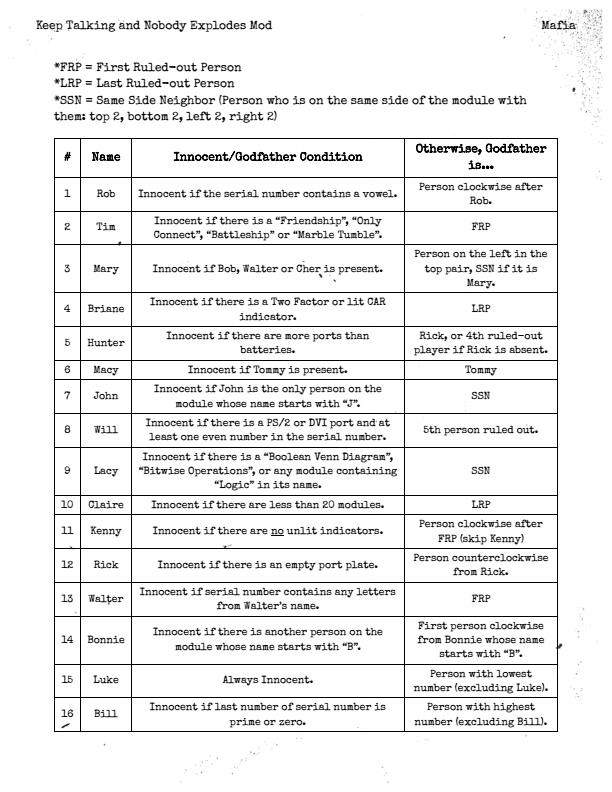 Keep Talking and Nobody Explodes Mod Mafia
*FRP = First Ruled-out Person
*LRP = Last Ruled-out Person
*SSN = Same Side Neighbor (Person who is on the same side of the module with
them: top 2, bottom 2, left 2, right 2)
# Name Innocent/Godfather Condition Otherwise, Godfather
is...
1 Rob Innocent if the serial number contains a vowel. Person clockwise after
Rob.
2 Tim Innocent if there is a “Friendship”, “Only
Connect”, “Battleship” or “Marble Tumble”. FRP
3 Mary Innocent if Bob, Walter or Cher is present. Person on the left in the
top pair, SSN if it is
Mary.
4 Briane Innocent if there is a Two Factor or lit CAR
indicator. LRP
5 Hunter Innocent if there are more ports than
batteries. Rick, or 4th ruled-out
player if Rick is absent.
6 Macy Innocent if Tommy is present. Tommy
7 John Innocent if John is the only person on the
module whose name starts with “J”. SSN
8 Will Innocent if there is a PS/2 or DVI port and at
least one even number in the serial number. 5th person ruled out.
9 Lacy Innocent if there is a “Boolean Venn Diagram”,
“Bitwise Operations”, or any module containing
“Logic” in its name. SSN
10 Claire Innocent if there are less than 20 modules. LRP
11 Kenny Innocent if there are no unlit indicators. Person clockwise after
FRP (skip Kenny)
12 Rick Innocent if there is an empty port plate. Person counterclockwise
from Rick.
13 Walter Innocent if serial number contains any letters
from Walter’s name. FRP
14 Bonnie Innocent if there is another person on the
module whose name starts with “B”. First person clockwise
from Bonnie whose name
starts with “B”.
15 Luke Always Innocent. Person with lowest
number (excluding Luke).
16 Bill Innocent if last number of serial number is
prime or zero. Person with highest
number (excluding Bill).